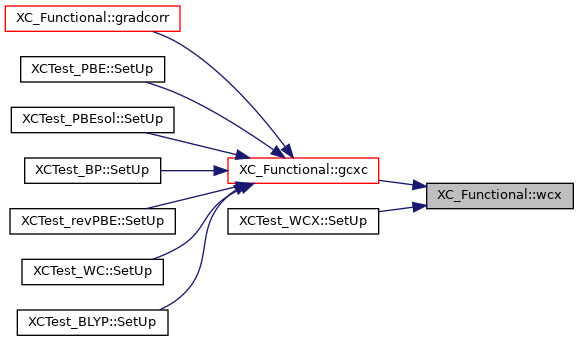 XC_Functional::gradcorr
XCTest_PBE::SetUp
XCTest_PBEsol::SetUp
XCTest_BP::SetUp
XC_Functional::gcxc
XC_Functional::wcx
XCTest_revPBE::SetUp
XCTest_WCX::SetUp
XCTest_WC::SetUp
XCTest_BLYP::SetUp